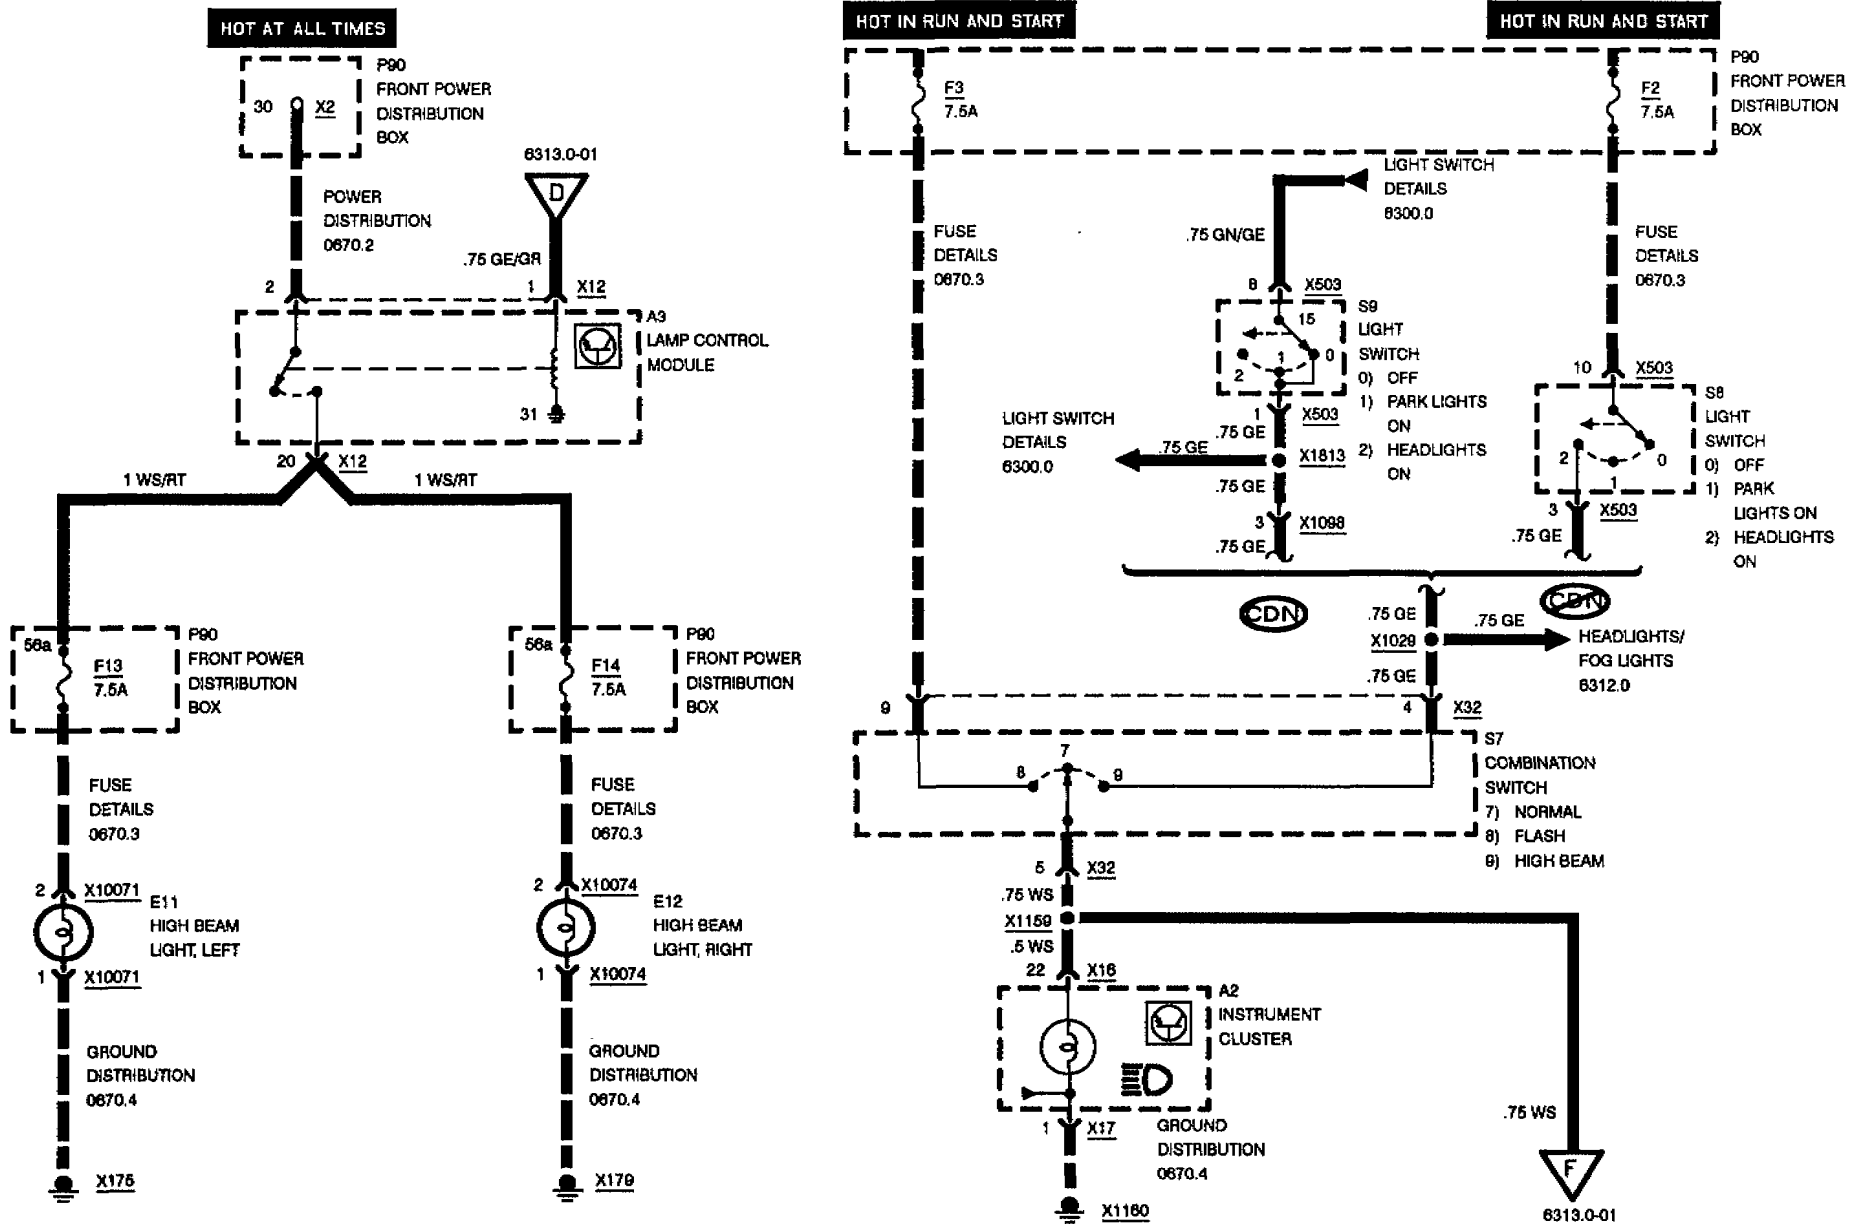 HOT AT ALL TIMES
30
X2
P90
FRONT POWER
DISTRIBUTION
BOX
6313.0-01
D
POWER
DISTRIBUTION
0670.2
.75 GE/GR
2
1
X12
A3
LAMP CONTROL
MODULE
31
20
X12
1 WS/RT
1 WS/RT
56a
F13
7.5A
P90
FRONT POWER
DISTRIBUTION
BOX
56a
F14
7.5A
P90
FRONT POWER
DISTRIBUTION
BOX
FUSE
DETAILS
0670.3
FUSE
DETAILS
0670.3
2
X10071
E11
HIGH BEAM
LIGHT, LEFT
1
X10071
2
X10074
E12
HIGH BEAM
LIGHT, RIGHT
1
X10074
GROUND
DISTRIBUTION
0670.4
GROUND
DISTRIBUTION
0670.4
X175
X179
HOT IN RUN AND START
HOT IN RUN AND START
F3
7.5A
F2
7.5A
P90
FRONT POWER
DISTRIBUTION
BOX
LIGHT SWITCH
DETAILS
6300.0
.75 GN/GE
FUSE
DETAILS
0670.3
FUSE
DETAILS
0670.3
8
X503
15
0
1
2
S9
LIGHT
SWITCH
0) OFF
1) PARK LIGHTS
ON
2) HEADLIGHTS
ON
1
X503
.75 GE
LIGHT SWITCH
DETAILS
6300.0
.75 GE
X1813
.75 GE
3
X1098
.75 GE
10
X503
2
0
1
S8
LIGHT
SWITCH
0) OFF
1) PARK
LIGHTS ON
2) HEADLIGHTS
ON
3
X503
.75 GE
CDN
CDN
.75 GE
X1029
.75 GE
HEADLIGHTS/
FOG LIGHTS
6312.0
.75 GE
9
4
X32
7
8
9
S7
COMBINATION
SWITCH
7) NORMAL
8) FLASH
9) HIGH BEAM
5
X32
.75 WS
X1159
.5 WS
22
X16
A2
INSTRUMENT
CLUSTER
1
X17
GROUND
DISTRIBUTION
0670.4
X1160
.75 WS
F
6313.0-01